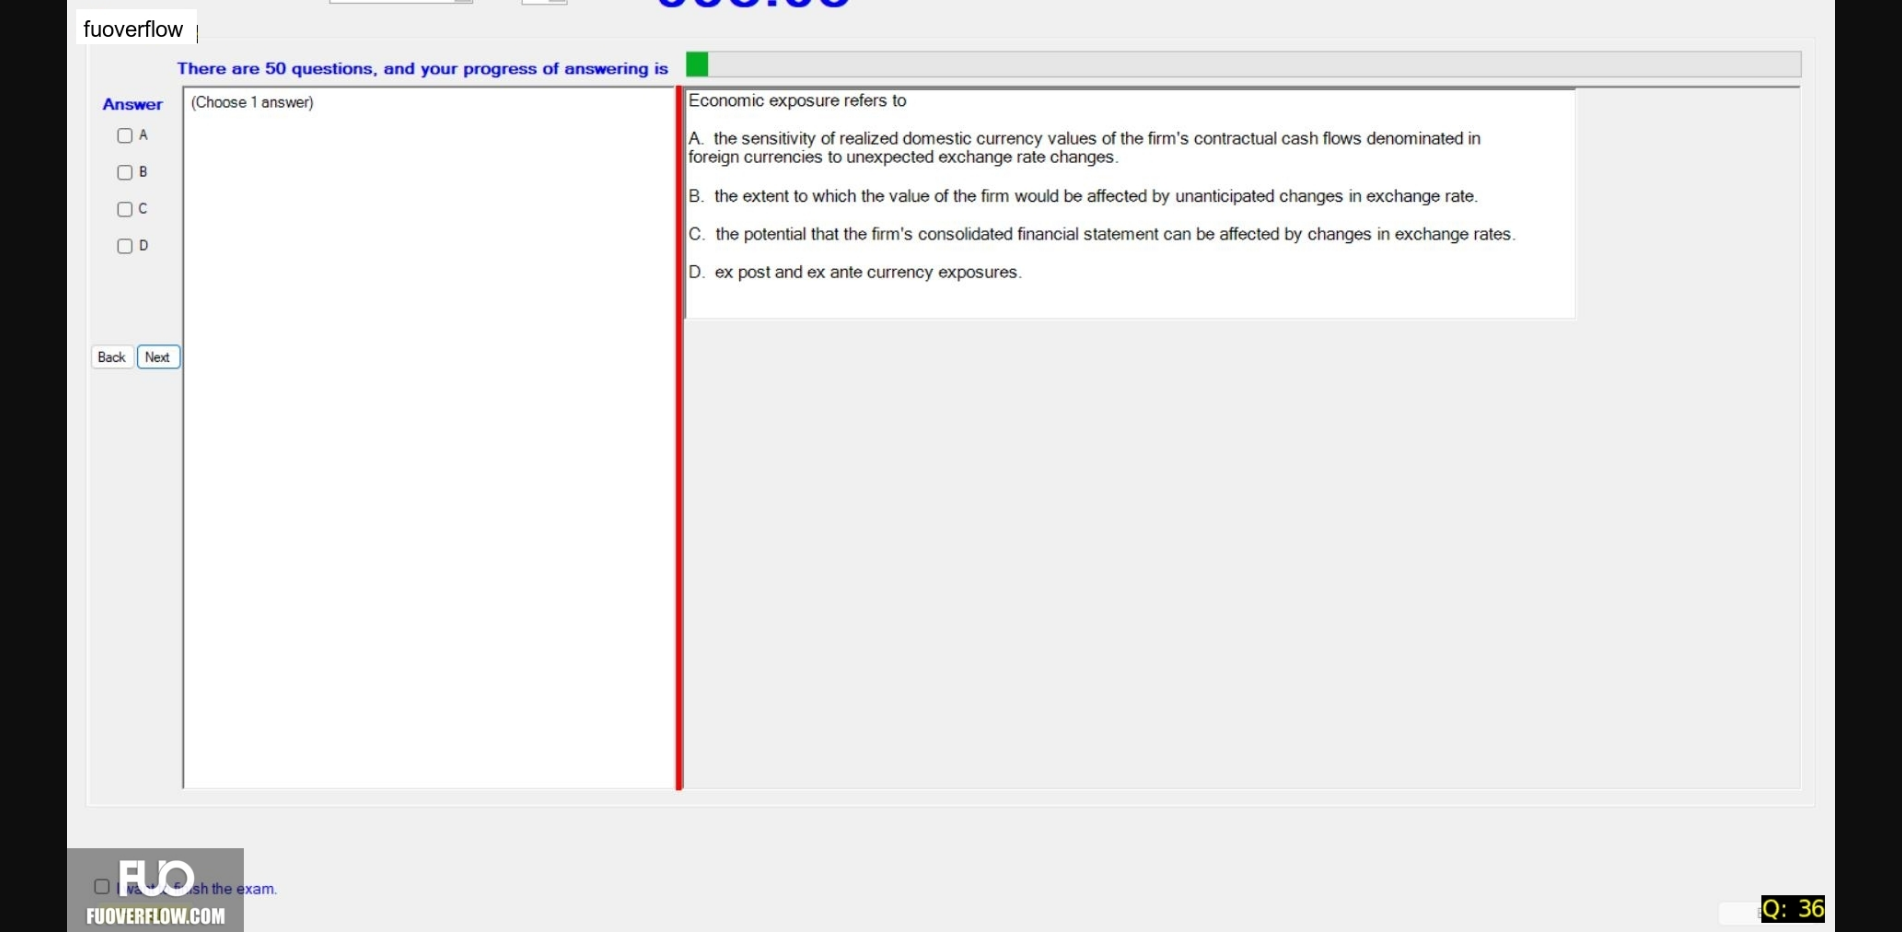 fuoverflow
There are 50 questions, and your progress of answering is
Answer
(Choose 1 answer)
A
B
C
D
Back Next
Economic exposure refers to
A. the sensitivity of realized domestic currency values of the firm's contractual cash flows denominated in
foreign currencies to unexpected exchange rate changes.
B. the extent to which the value of the firm would be affected by unanticipated changes in exchange rate.
C. the potential that the firm's consolidated financial statement can be affected by changes in exchange rates.
D. ex post and ex ante currency exposures.
FUO
the exam.
FUOVERFLOW.COM
Q: 36